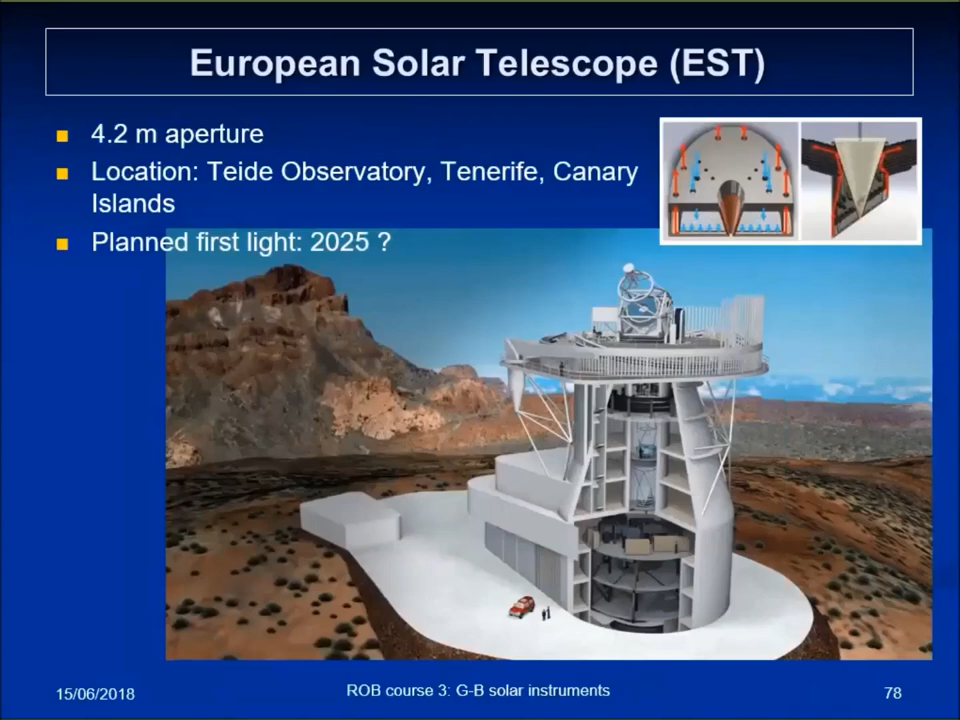 European Solar Telescope (EST)
4.2 m aperture
Location: Teide Observatory, Tenerife, Canary
Islands
Planned first light: 2025 ?
15/06/2018
ROB course 3: G-B solar instruments
78